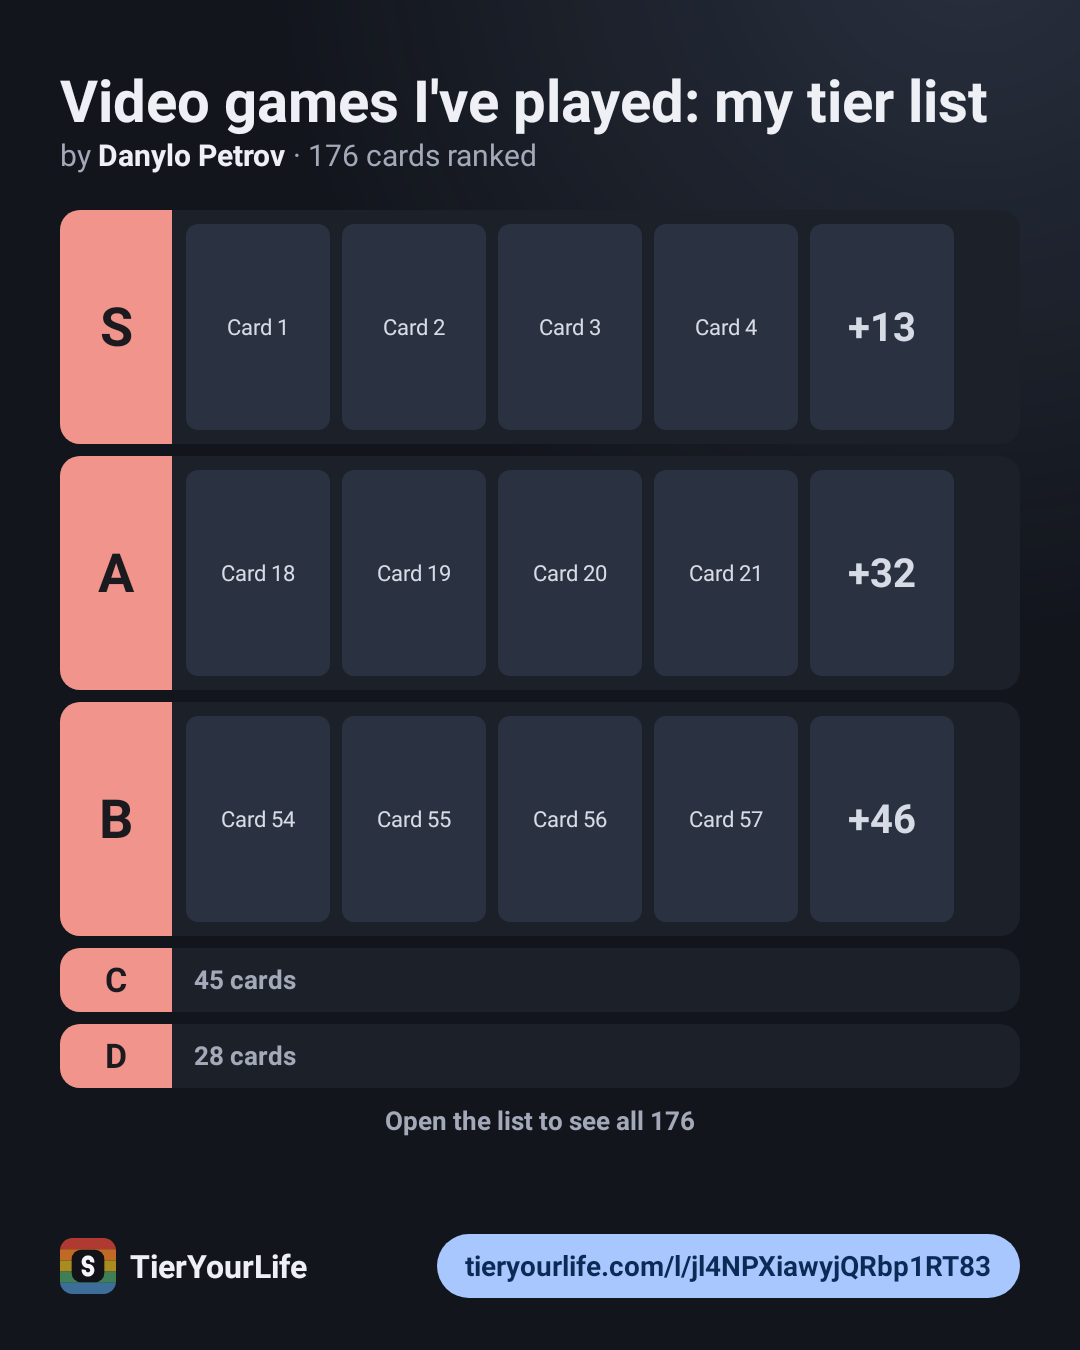 Video games I've played: my tier list
by Danylo Petrov · 176 cards ranked
S
Card 1
Card 2
Card 3
Card 4
+13
A
Card 18
Card 19
Card 20
Card 21
+32
B
Card 54
Card 55
Card 56
Card 57
+46
C
45 cards
D
28 cards
Open the list to see all 176
S
TierYourLife
tieryourlife.com/l/jl4NPXiawyjQRbp1RT83